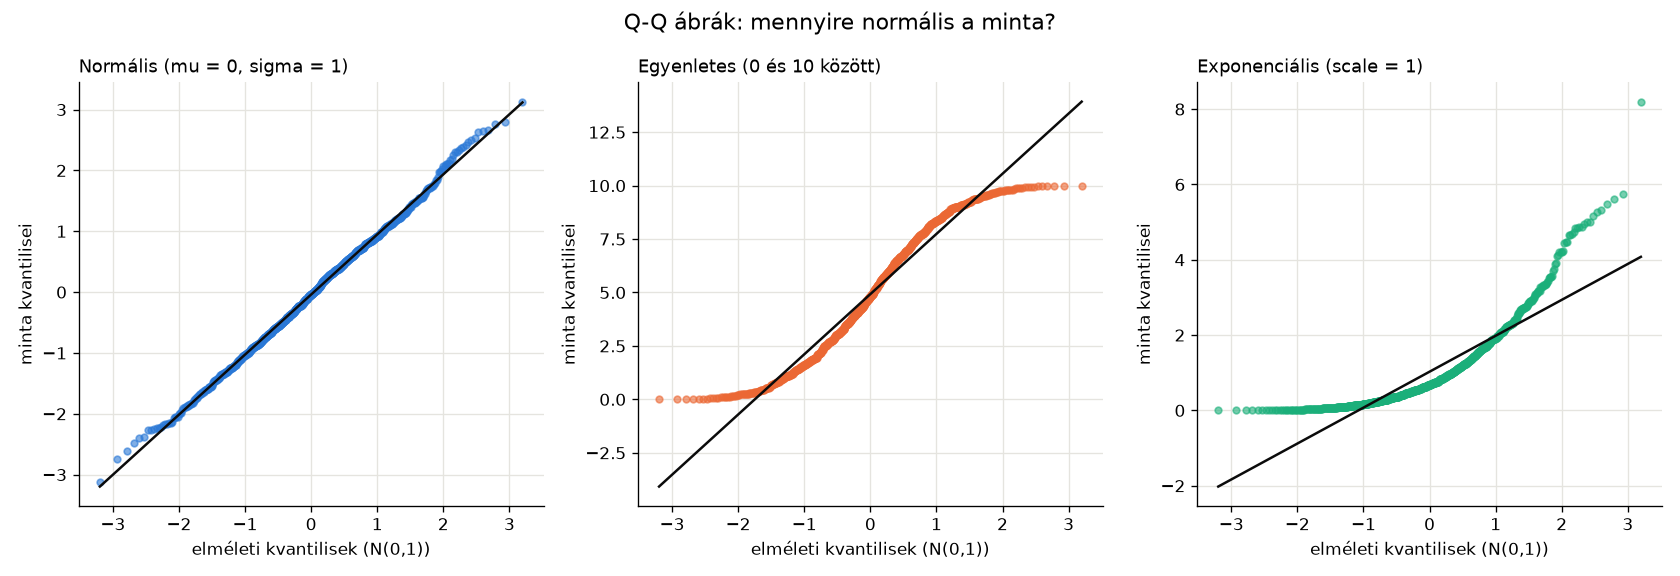 Q-Q ábrák: mennyire normális a minta?
Normális (mu = 0, sigma = 1)
minta kvantilisei
3
2
1
0
−1
−2
−3
−3 −2 −1 0 1 2 3
elméleti kvantilisek (N(0,1))
Egyenletes (0 és 10 között)
minta kvantilisei
12.5
10.0
7.5
5.0
2.5
0.0
−2.5
−3 −2 −1 0 1 2 3
elméleti kvantilisek (N(0,1))
Exponenciális (scale = 1)
minta kvantilisei
8
6
4
2
0
−2
−3 −2 −1 0 1 2 3
elméleti kvantilisek (N(0,1))